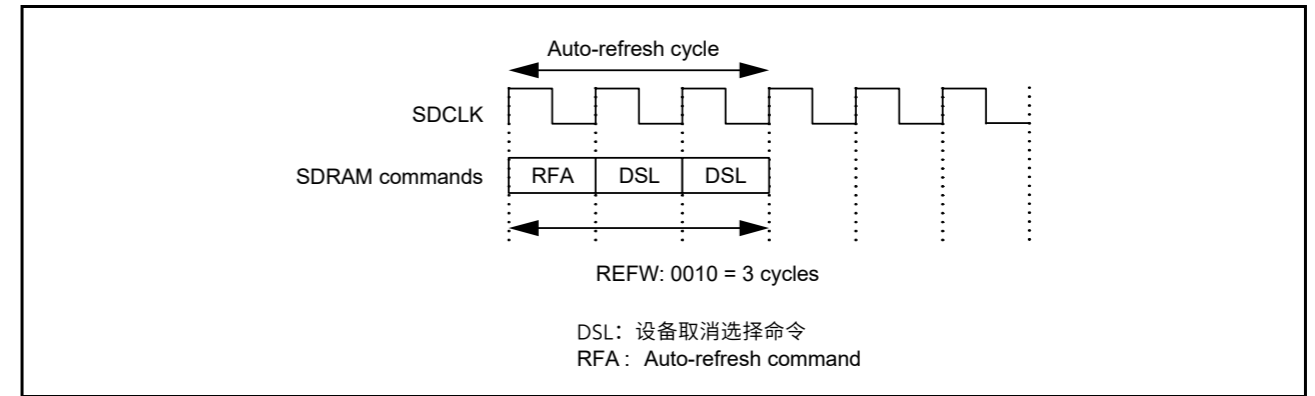 Auto-refresh cycle
SDCLK
SDRAM commands RFA DSL DSL
REFW: 0010 = 3 cycles
DSL：设备取消选择命令
RFA : Auto-refresh command